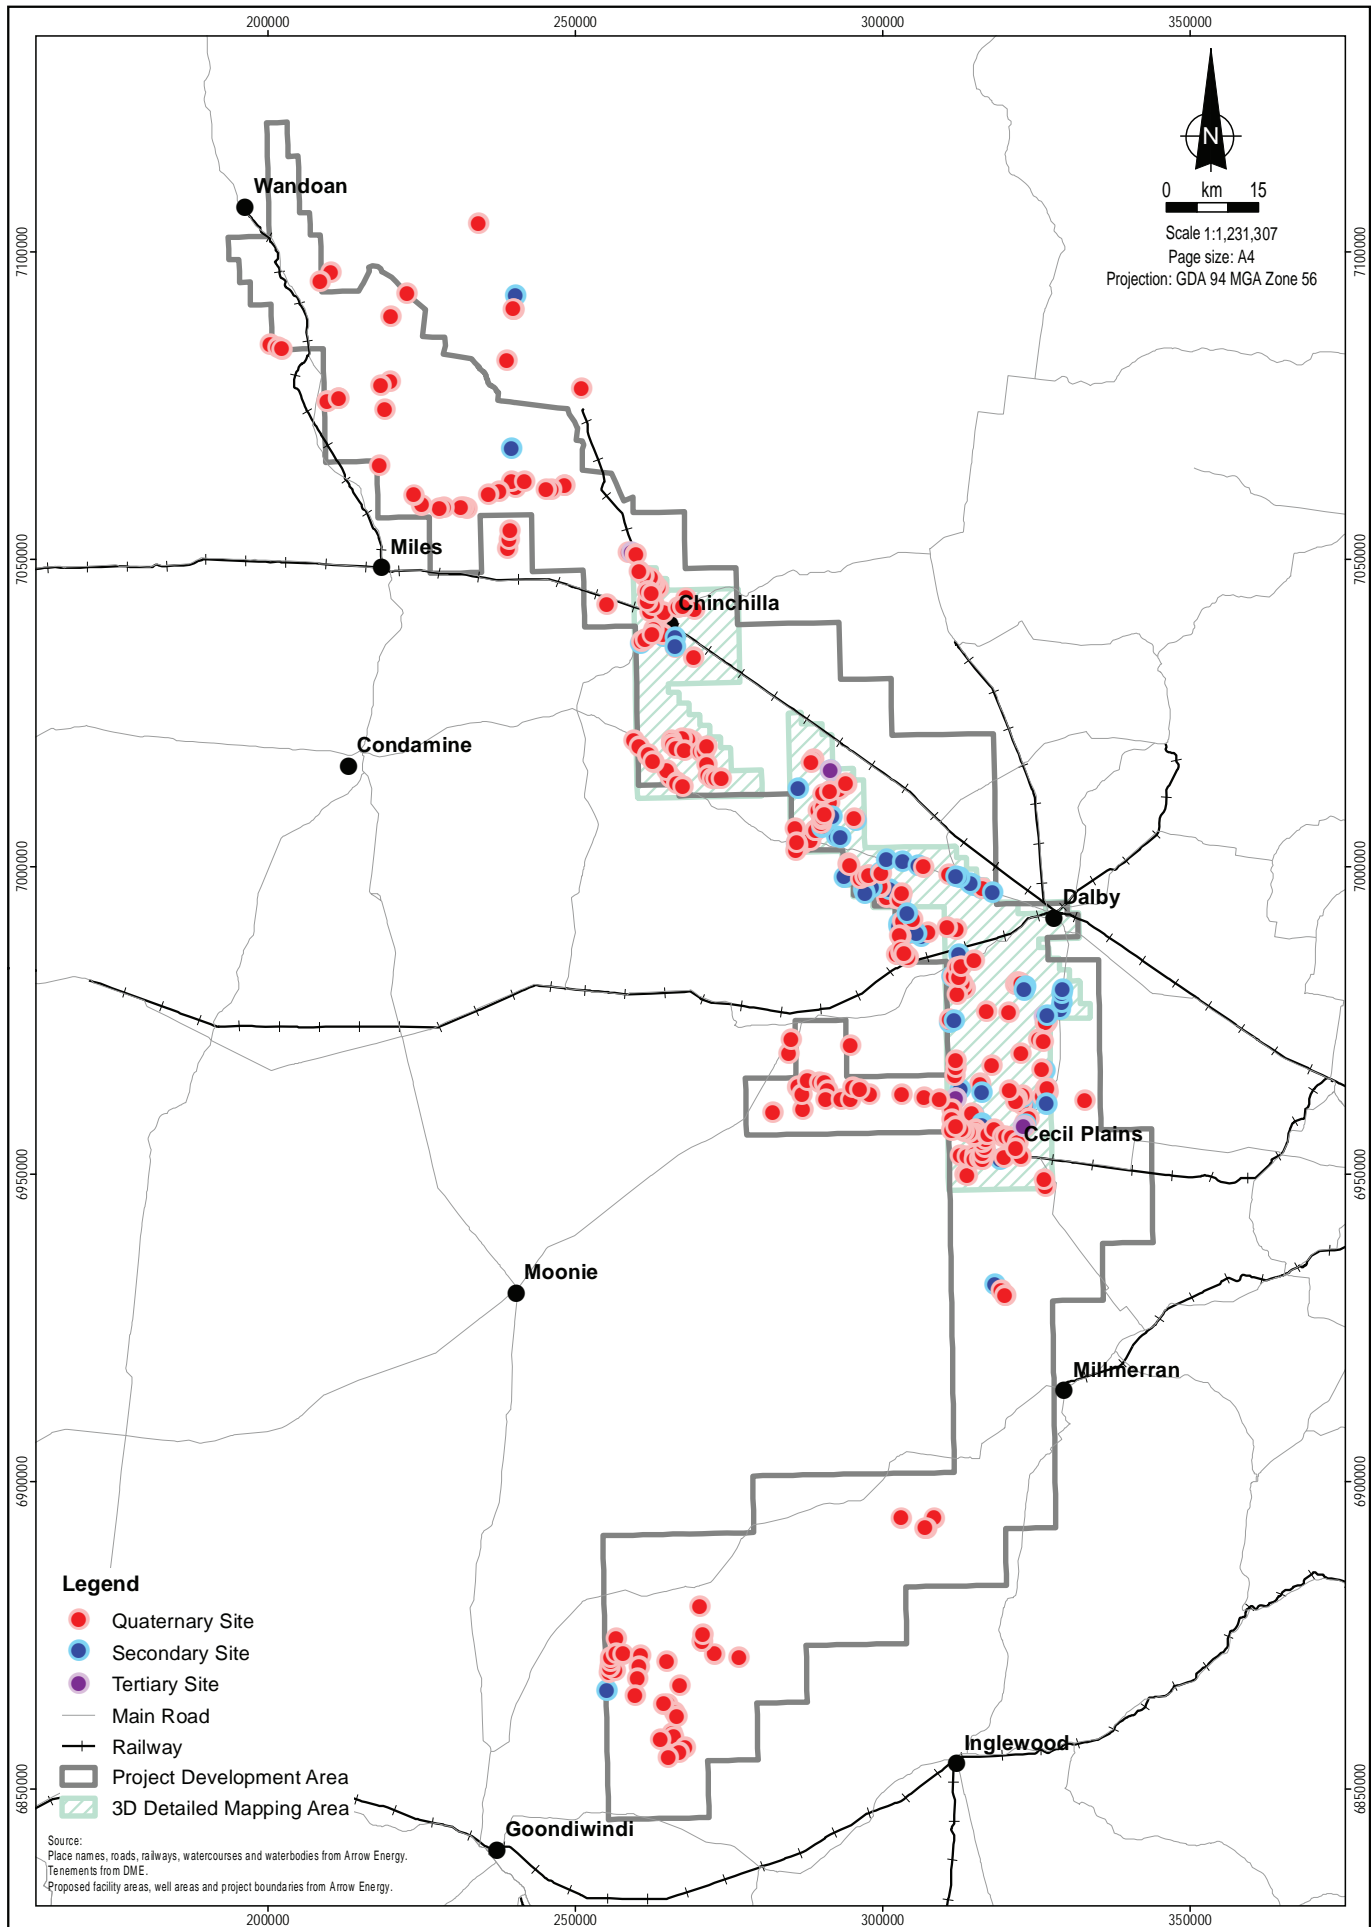 200000
250000
300000
350000
N
0 km 15
Scale 1:1,231,307
Page size: A4
Projection: GDA 94 MGA Zone 56
Wandoan
7100000
7100000
Miles
7050000
7050000
Chinchilla
Condamine
7000000
7000000
Dalby
Cecil Plains
6950000
6950000
Moonie
Millmerran
6900000
6900000
Legend
Quaternary Site
Secondary Site
Tertiary Site
Main Road
Railway
Project Development Area
3D Detailed Mapping Area
Inglewood
6850000
6850000
Goondiwindi
Source:
Place names, roads, railways, watercourses and waterbodies from Arrow Energy.
Tenements from DME.
Proposed facility areas, well areas and project boundaries from Arrow Energy.
200000
250000
300000
350000